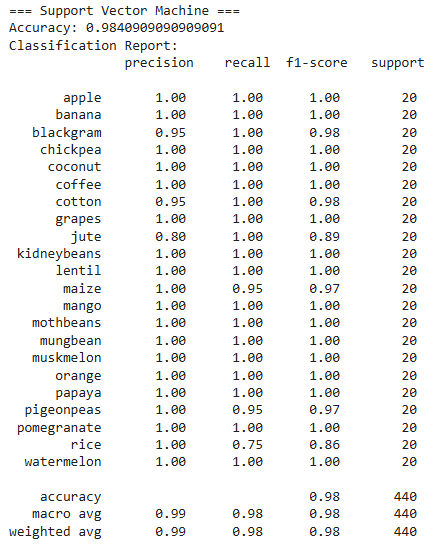 === Support Vector Machine ===
Accuracy: 0.9840909090909091
Classification Report:
precision recall f1-score support
apple 1.00 1.00 1.00 20
banana 1.00 1.00 1.00 20
blackgram 0.95 1.00 0.98 20
chickpea 1.00 1.00 1.00 20
coconut 1.00 1.00 1.00 20
coffee 1.00 1.00 1.00 20
cotton 0.95 1.00 0.98 20
grapes 1.00 1.00 1.00 20
jute 0.80 1.00 0.89 20
kidneybeans 1.00 1.00 1.00 20
lentil 1.00 1.00 1.00 20
maize 1.00 0.95 0.97 20
mango 1.00 1.00 1.00 20
mothbeans 1.00 1.00 1.00 20
mungbean 1.00 1.00 1.00 20
muskmelon 1.00 1.00 1.00 20
orange 1.00 1.00 1.00 20
papaya 1.00 1.00 1.00 20
pigeonpeas 1.00 0.95 0.97 20
pomegranate 1.00 1.00 1.00 20
rice 1.00 0.75 0.86 20
watermelon 1.00 1.00 1.00 20
accuracy 0.98 440
macro avg 0.99 0.98 0.98 440
weighted avg 0.99 0.98 0.98 440